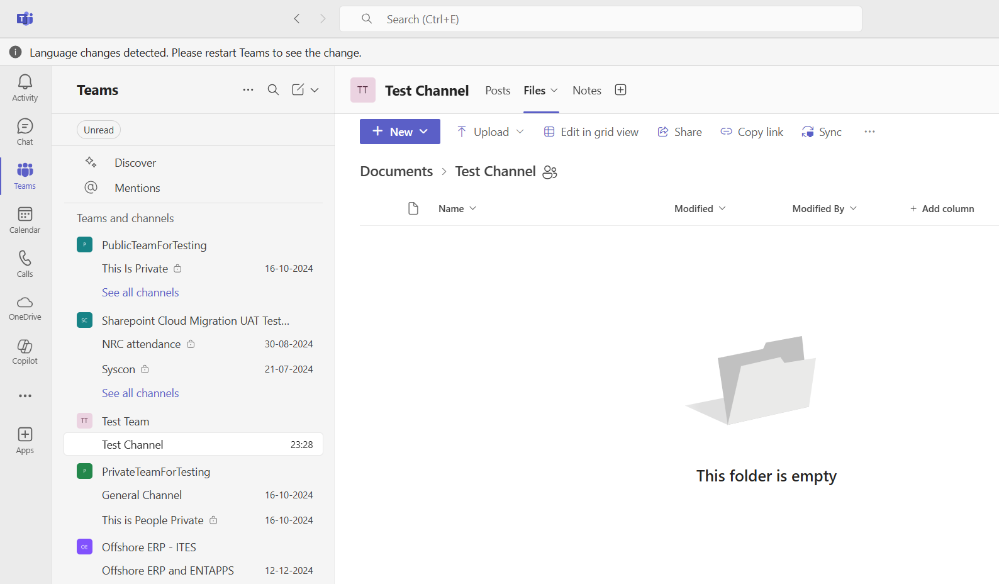 Search (Ctrl+E)
Language changes detected. Please restart Teams to see the change.
Activity
Chat
Teams
Calendar
Calls
OneDrive
Copilot
Apps
Teams
Unread
Discover
Mentions
Teams and channels
P PublicTeamForTesting
This Is Private 16-10-2024
See all channels
SC Sharepoint Cloud Migration UAT Test...
NRC attendance 30-08-2024
Syscon 21-07-2024
See all channels
TT Test Team
Test Channel 23:28
P PrivateTeamForTesting
General Channel 16-10-2024
This is People Private 16-10-2024
OE Offshore ERP - ITES
Offshore ERP and ENTAPPS 12-12-2024
TT Test Channel Posts Files Notes
New Upload Edit in grid view Share Copy link Sync
Documents > Test Channel
Name Modified Modified By + Add column
This folder is empty